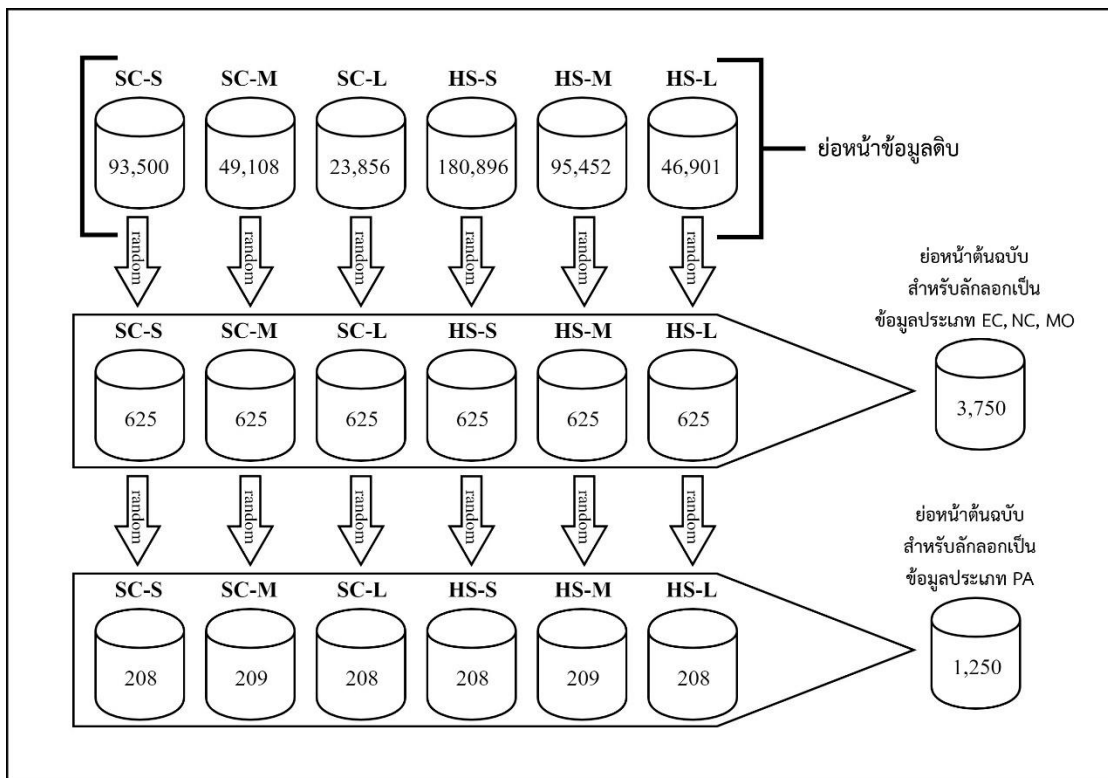 SC-S SC-M SC-L HS-S HS-M HS-L
93,500 49,108 23,856 180,896 95,452 46,901
ย่อหน้าข้อมูลดิบ
random random random random random random
ย่อหน้าต้นฉบับ
สำหรับลักลอกเป็น
ข้อมูลประเภท EC, NC, MO
SC-S SC-M SC-L HS-S HS-M HS-L
625 625 625 625 625 625
3,750
random random random random random random
ย่อหน้าต้นฉบับ
สำหรับลักลอกเป็น
ข้อมูลประเภท PA
SC-S SC-M SC-L HS-S HS-M HS-L
208 209 208 208 209 208
1,250